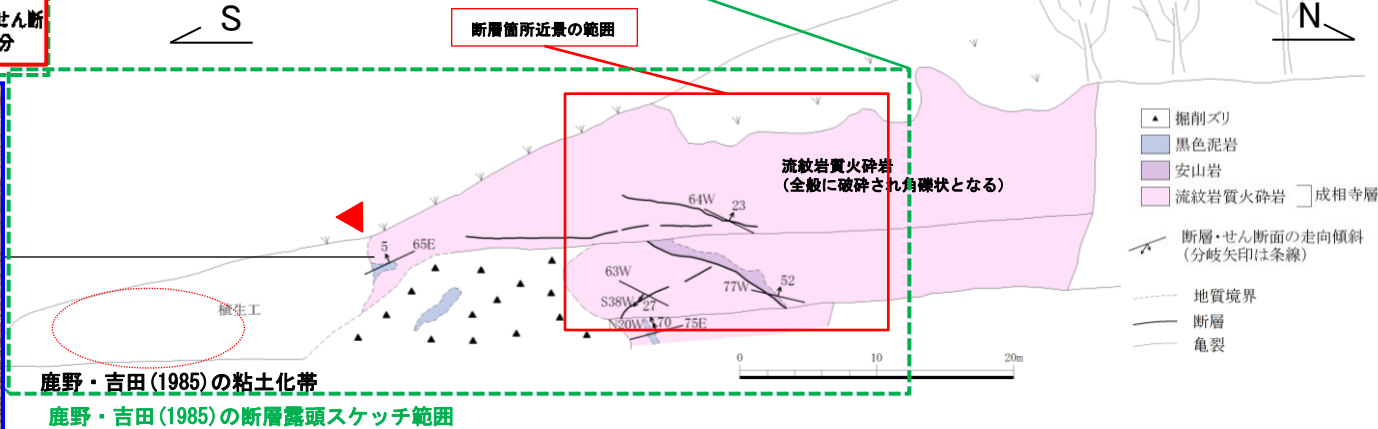 せん断
分
S
断層箇所近景の範囲
N
掘削ズリ
黒色泥岩
安山岩
流紋岩質火砕岩
成相寺層
断層・せん断面の走向傾斜
(分岐矢印は条線)
地質境界
断層
亀裂
流紋岩質火砕岩
(全般に破砕され角礫状となる)
64W
23
5
65E
63W
S38W
27
77W
52
N20W
70
75E
植生工
0
10
20m
鹿野・吉田(1985)の粘土化帯
鹿野・吉田(1985)の断層露頭スケッチ範囲